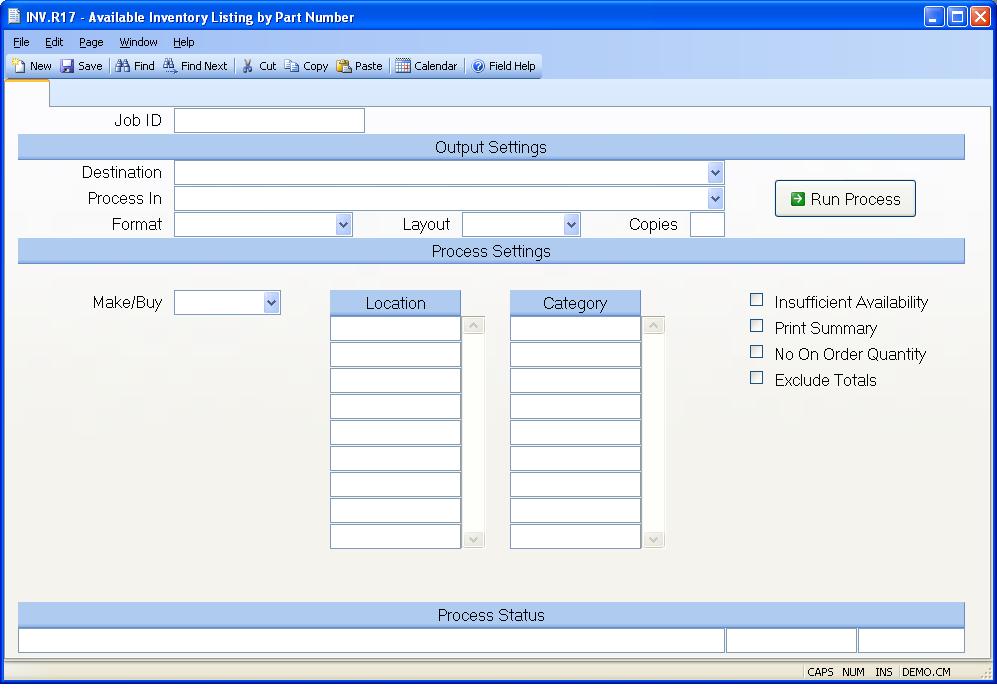 INV.R17 - Available Inventory Listing by Part Number
File Edit Page Window Help
New Save Find Find Next Cut Copy Paste Calendar Field Help
Job ID
Output Settings
Destination
Process In
Run Process
Format Layout Copies
Process Settings
Make/Buy Location Category
Insufficient Availability
Print Summary
No On Order Quantity
Exclude Totals
Process Status
CAPS NUM INS DEMO.CM